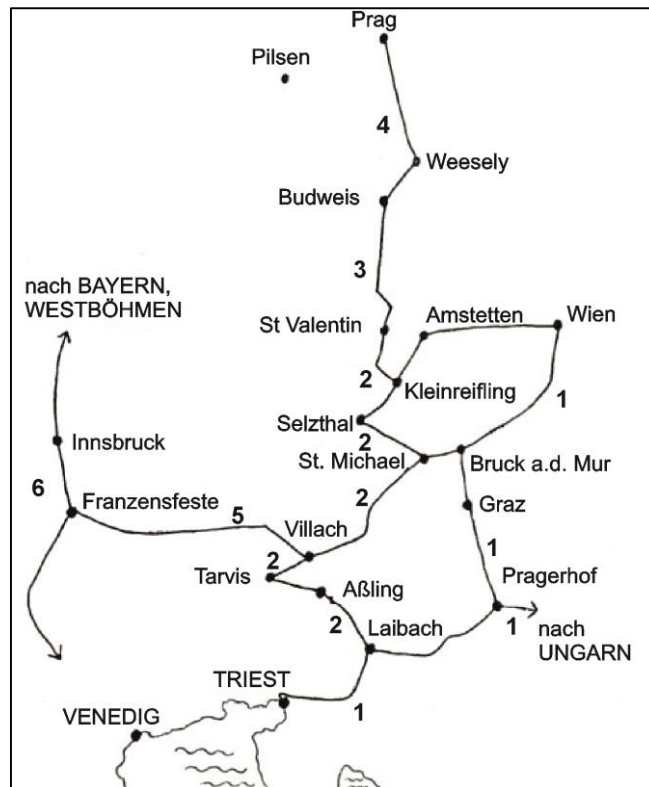 Prag
Pilsen
4
Weesely
Budweis
3
nach BAYERN,
WESTBÖHMEN
St Valentin
Amstetten
Wien
2
Kleinreifling
1
Selzthal
2
St. Michael
Bruck a.d. Mur
Innsbruck
6
Franzensfeste
5
2
Graz
Villach
1
2
Tarvis
Aßling
Pragerhof
2
Laibach
1
nach
UNGARN
TRIEST
1
VENEDIG